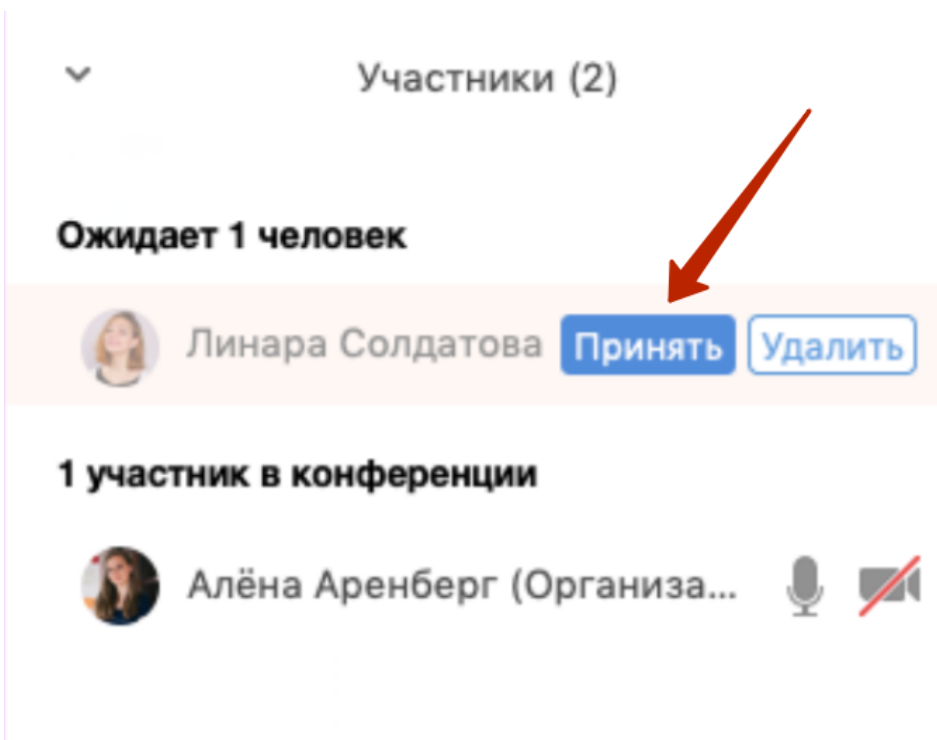 Участники (2)
Ожидает 1 человек
Линара Солдатова Принять Удалить
1 участник в конференции
Алёна Аренберг (Организа...